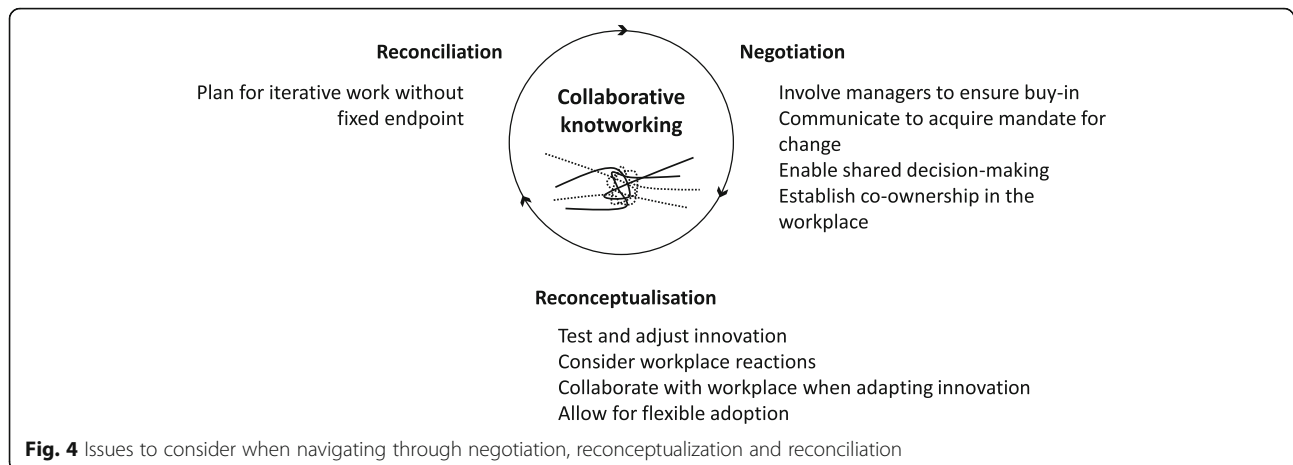 Reconciliation
Plan for iterative work without
fixed endpoint
Collaborative
knotworking
Negotiation
Involve managers to ensure buy-in
Communicate to acquire mandate for
change
Enable shared decision-making
Establish co-ownership in the
workplace
Reconceptualisation
Test and adjust innovation
Consider workplace reactions
Collaborate with workplace when adapting innovation
Allow for flexible adoption
Fig. 4 Issues to consider when navigating through negotiation, reconceptualization and reconciliation